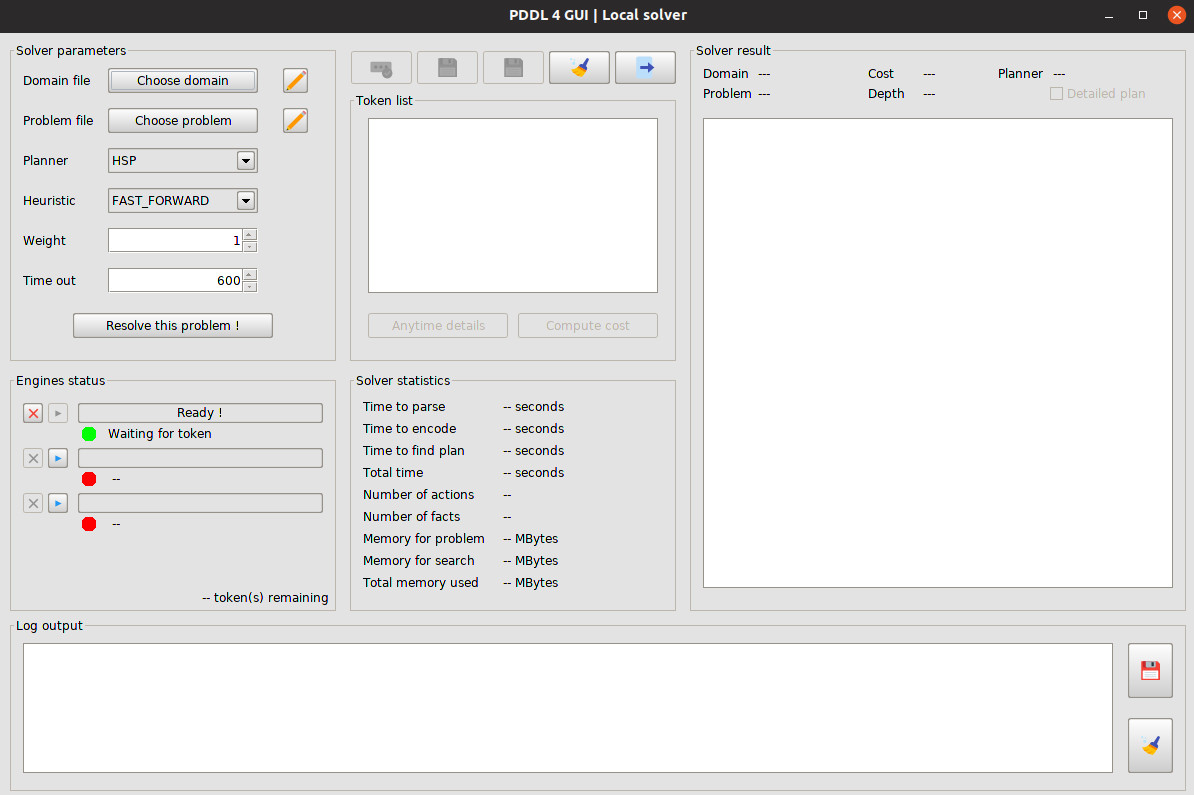 PDDL 4 GUI | Local solver
Solver parameters
Domain file
Choose domain
Problem file
Choose problem
Planner
HSP
Heuristic
FAST_FORWARD
Weight
1
Time out
600
Resolve this problem !
Token list
Anytime details
Compute cost
Solver result
Domain ---
Cost ---
Planner ---
Problem ---
Depth ---
Detailed plan
Engines status
Ready !
Waiting for token
--
--
-- token(s) remaining
Solver statistics
Time to parse -- seconds
Time to encode -- seconds
Time to find plan -- seconds
Total time -- seconds
Number of actions --
Number of facts --
Memory for problem -- MBytes
Memory for search -- MBytes
Total memory used -- MBytes
Log output